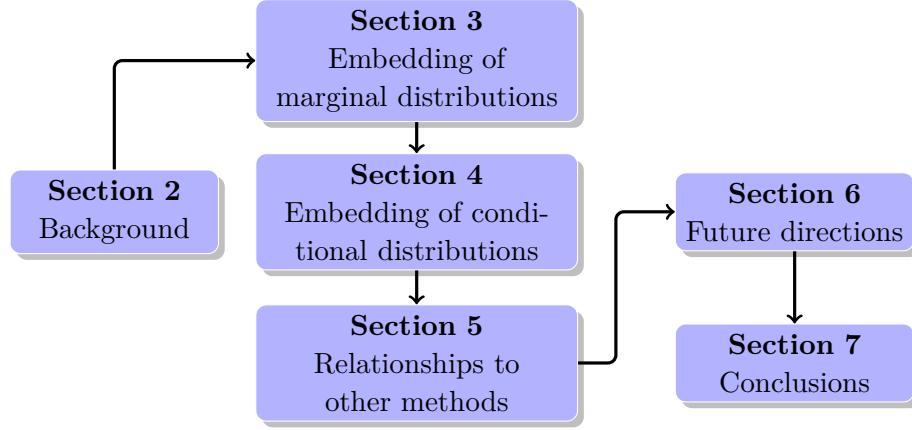 Section 2
Background
Section 3
Embedding of
marginal distributions
Section 4
Embedding of condi-
tional distributions
Section 5
Relationships to
other methods
Section 6
Future directions
Section 7
Conclusions